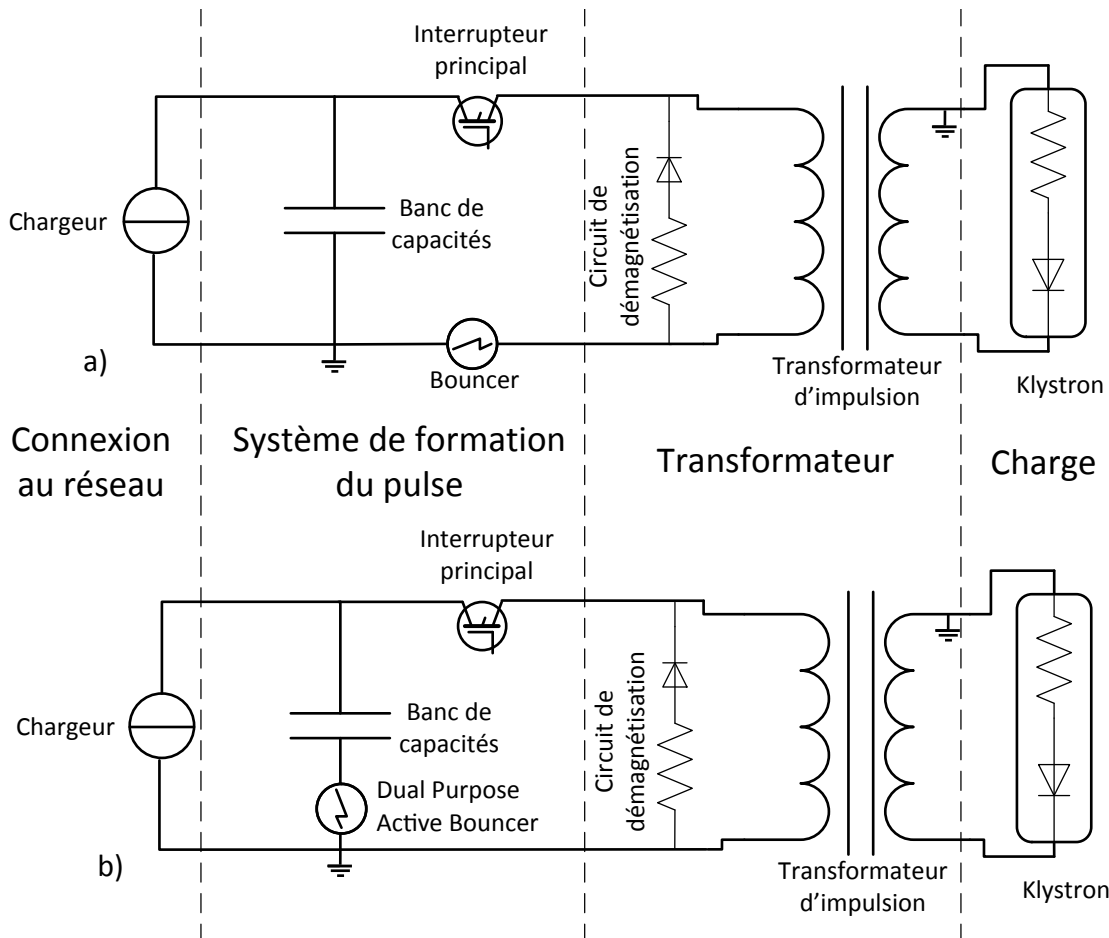 Interrupteur
principal
Chargeur
Banc de
capacités
Circuit de
démagnétisation
Bouncer
a)
Transformateur
d'impulsion
Klystron
Connexion
au réseau
Système de formation
du pulse
Transformateur
Charge
Interrupteur
principal
Chargeur
Banc de
capacités
Dual Purpose
Active Bouncer
Circuit de
démagnétisation
b)
Transformateur
d'impulsion
Klystron